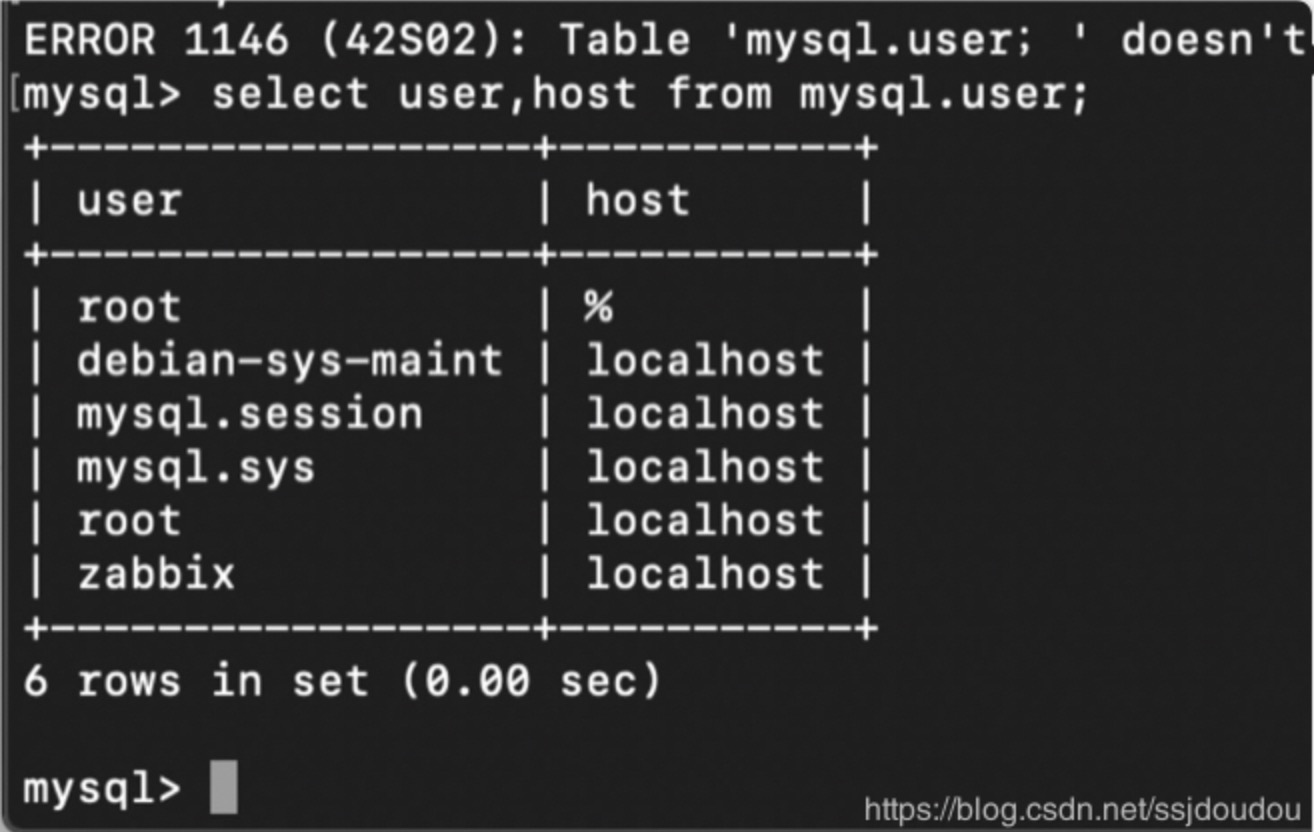 ERROR 1146 (42S02): Table 'mysql.user; ' doesn't
[mysql> select user,host from mysql.user;
+------------------+-----------+
| user             | host      |
+------------------+-----------+
| root             | %         |
| debian-sys-maint | localhost |
| mysql.session    | localhost |
| mysql.sys        | localhost |
| root             | localhost |
| zabbix           | localhost |
+------------------+-----------+
6 rows in set (0.00 sec)
mysql>
https://blog.csdn.net/ssjdoudou